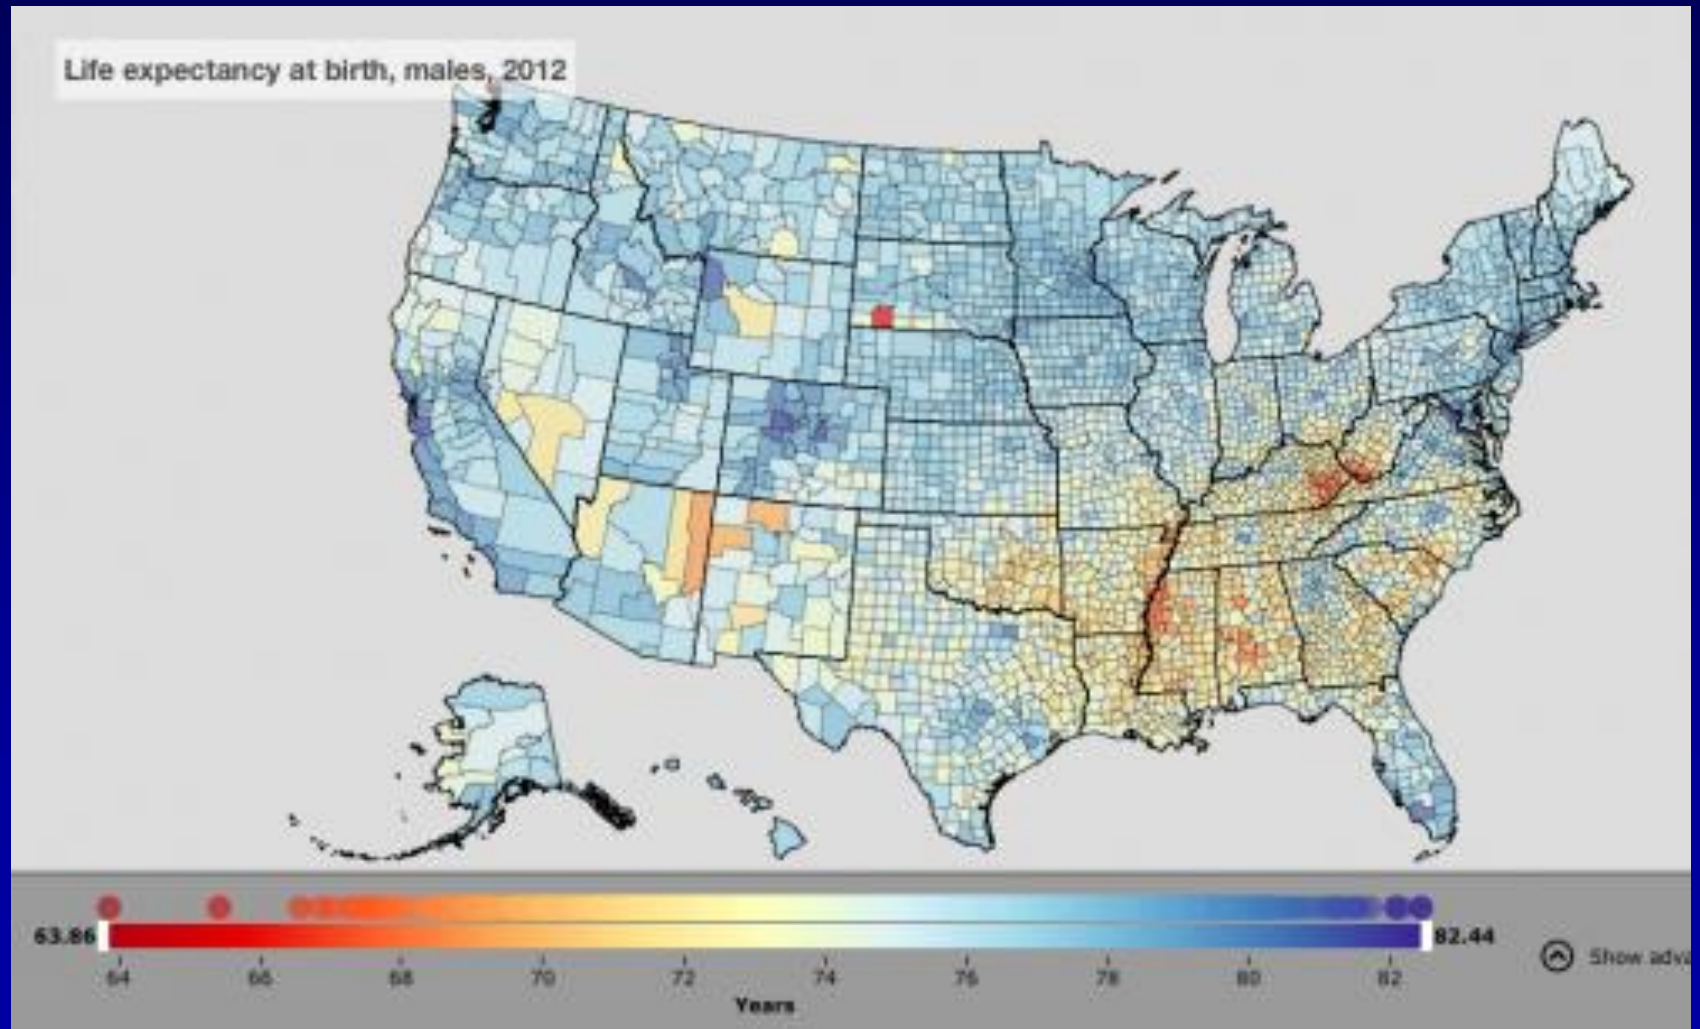 Life expectancy at birth, males, 2012
63.86
82.44
64 66 68 70 72 74 76 78 80 82
Years
Show adva